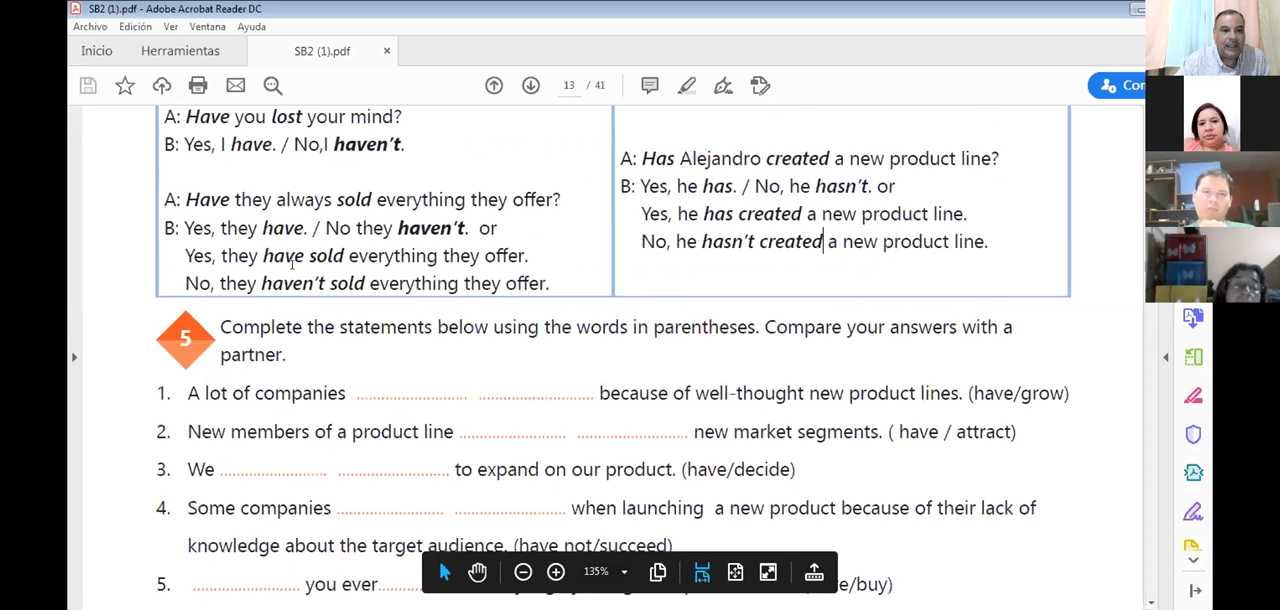 SB2 (1).pdf - Adobe Acrobat Reader DC
Archivo Edición Ver Ventana Ayuda
Inicio Herramientas SB2 (1).pdf ×
13 / 41
Com
A: Have you lost your mind?
B: Yes, I have. / No,I haven't.
A: Have they always sold everything they offer?
B: Yes, they have. / No they haven't. or
Yes, they have sold everything they offer.
No, they haven't sold everything they offer.
A: Has Alejandro created a new product line?
B: Yes, he has. / No, he hasn't. or
Yes, he has created a new product line.
No, he hasn't created a new product line.
5 Complete the statements below using the words in parentheses. Compare your answers with a
partner.
1. A lot of companies .......................... .......................... because of well-thought new product lines. (have/grow)
2. New members of a product line .......................... .......................... new market segments. ( have / attract)
3. We .......................... .......................... to expand on our product. (have/decide)
4. Some companies .......................... .......................... when launching a new product because of their lack of
knowledge about the target audience. (have not/succeed)
5. .......................... you ever /buy)
135%